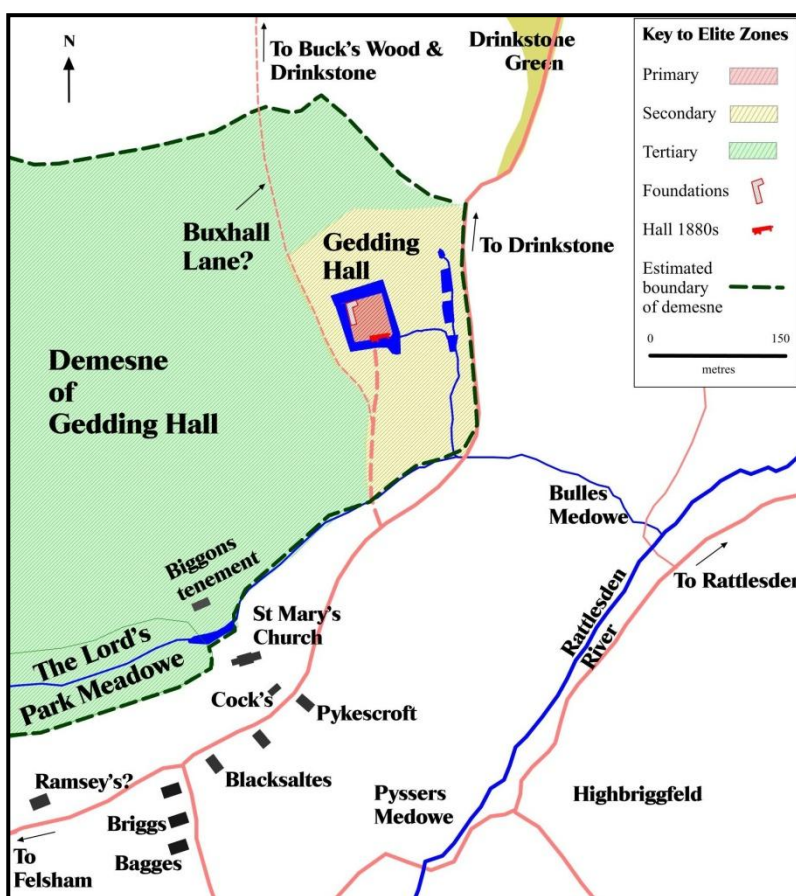 N
To Buck's Wood &
Drinkstone
Drinkstone
Green
Key to Elite Zones
Primary
Secondary
Tertiary
Foundations
Hall 1880s
Estimated
boundary
of demesne
0 150
metres
Buxhall
Lane?
Gedding
Hall
To Drinkstone
Demesne
of
Gedding Hall
Bulles
Medowe
Biggons
tenement
To Rattlesden
Rattlesden
River
St Mary's
Church
The Lord's
Park Meadowe
Cock's
Pykescroft
Ramsey's?
Blacksaltes
Pyssers
Medowe
Highbriggfeld
Briggs
Bagges
To
Felsham